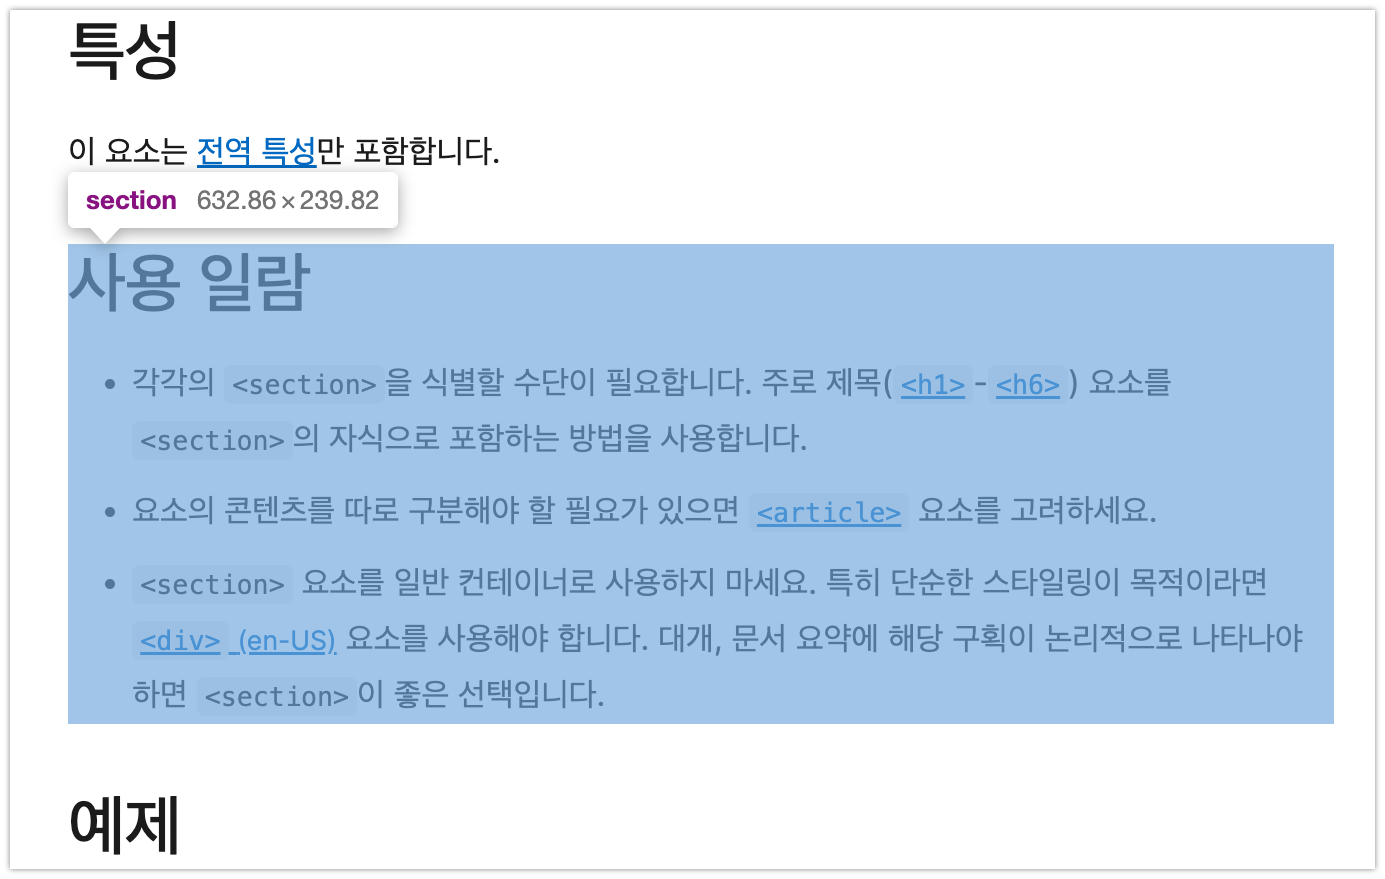 특성
이 요소는 전역 특성만 포함합니다.
section 632.86×239.82
사용 일람
• 각각의 <section>을 식별할 수단이 필요합니다. 주로 제목(<h1>-<h6>) 요소를
<section>의 자식으로 포함하는 방법을 사용합니다.
• 요소의 콘텐츠를 따로 구분해야 할 필요가 있으면 <article> 요소를 고려하세요.
• <section> 요소를 일반 컨테이너로 사용하지 마세요. 특히 단순한 스타일링이 목적이라면
<div> (en-US) 요소를 사용해야 합니다. 대개, 문서 요약에 해당 구획이 논리적으로 나타나야
하면 <section>이 좋은 선택입니다.
예제